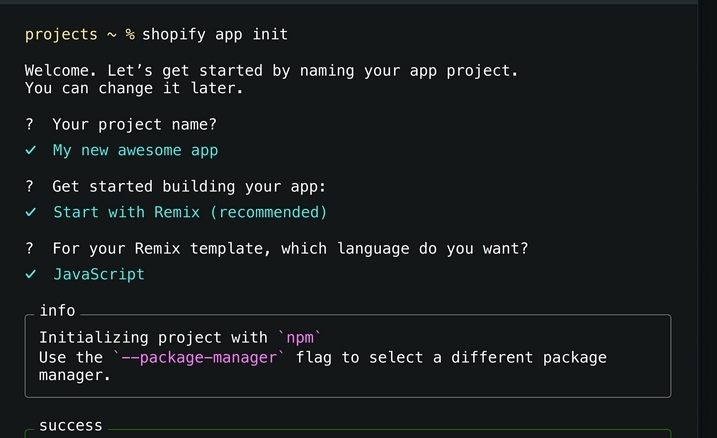 projects ~ % shopify app init
Welcome. Let’s get started by naming your app project.
You can change it later.
? Your project name?
✓ My new awesome app
? Get started building your app:
✓ Start with Remix (recommended)
? For your Remix template, which language do you want?
✓ JavaScript
info
Initializing project with `npm`
Use the `--package-manager` flag to select a different package
manager.
success